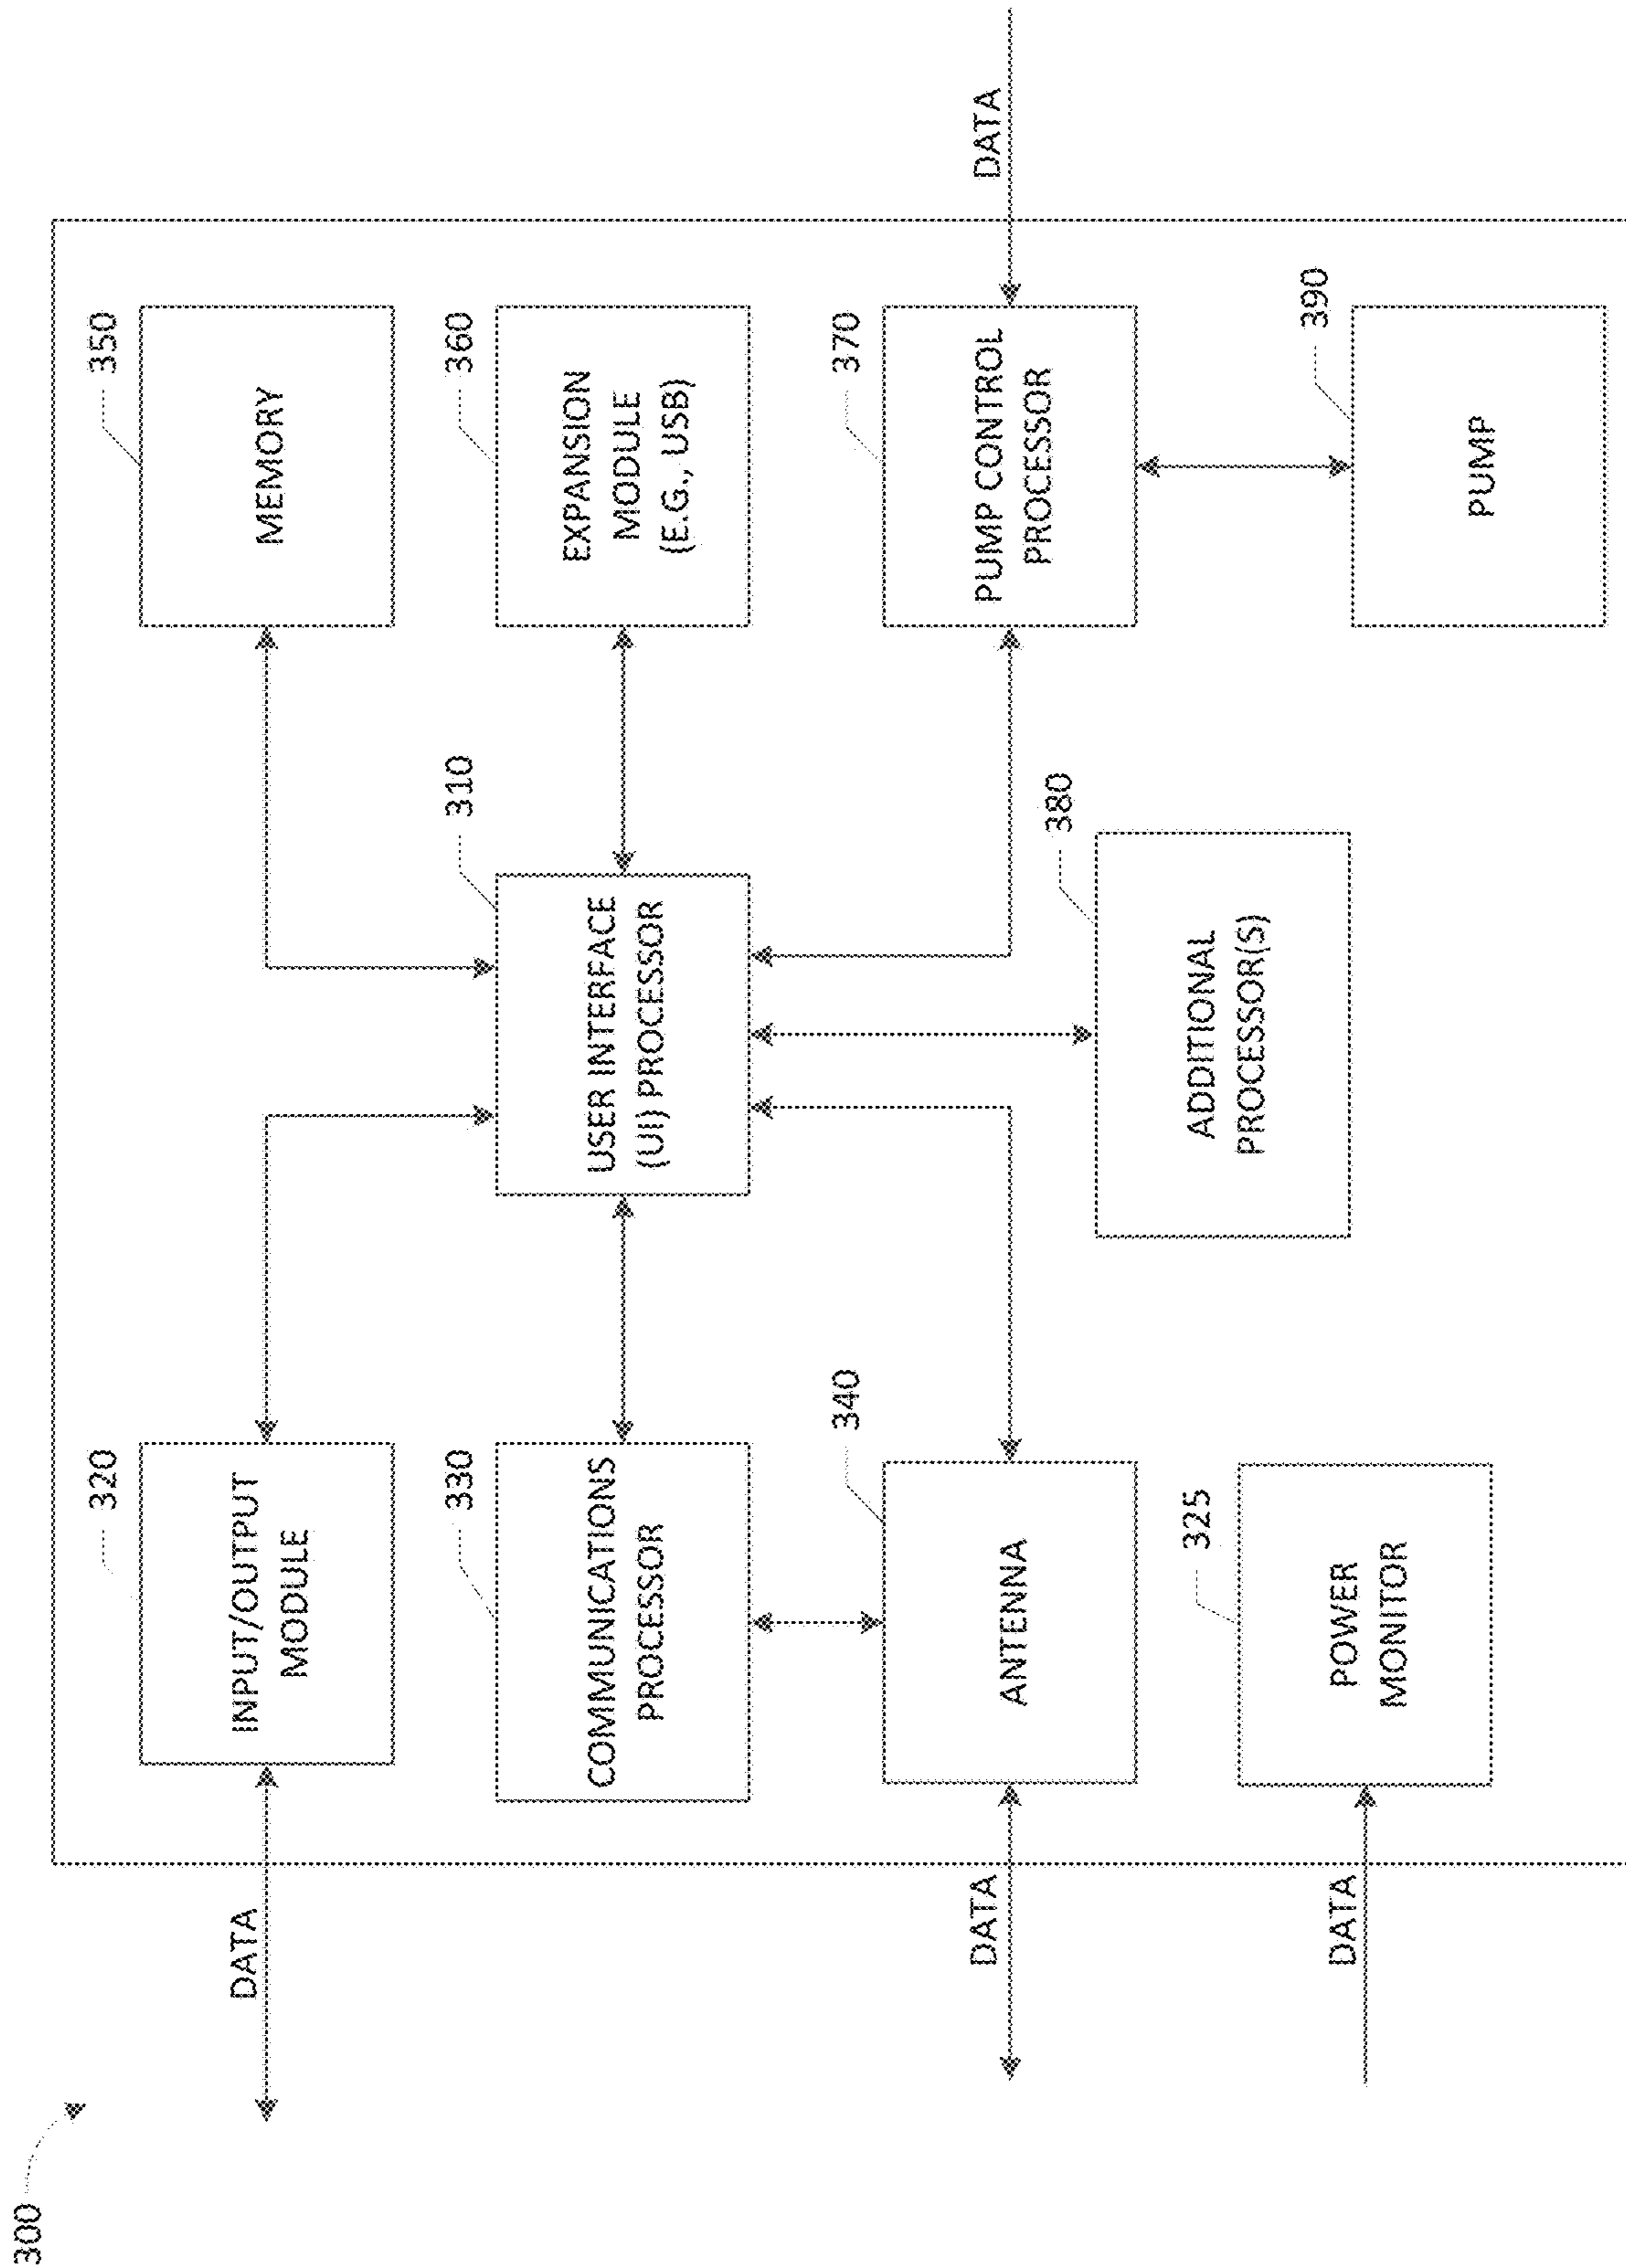 300
320
350
DATA
INPUT/OUTPUT
MODULE
MEMORY
330
310
360
COMMUNICATIONS
PROCESSOR
USER INTERFACE
(UI) PROCESSOR
EXPANSION
MODULE
(E.G., USB)
340
370
DATA
ANTENNA
PUMP CONTROL
PROCESSOR
DATA
380
ADDITIONAL
PROCESSOR(S)
325
390
DATA
POWER
MONITOR
PUMP